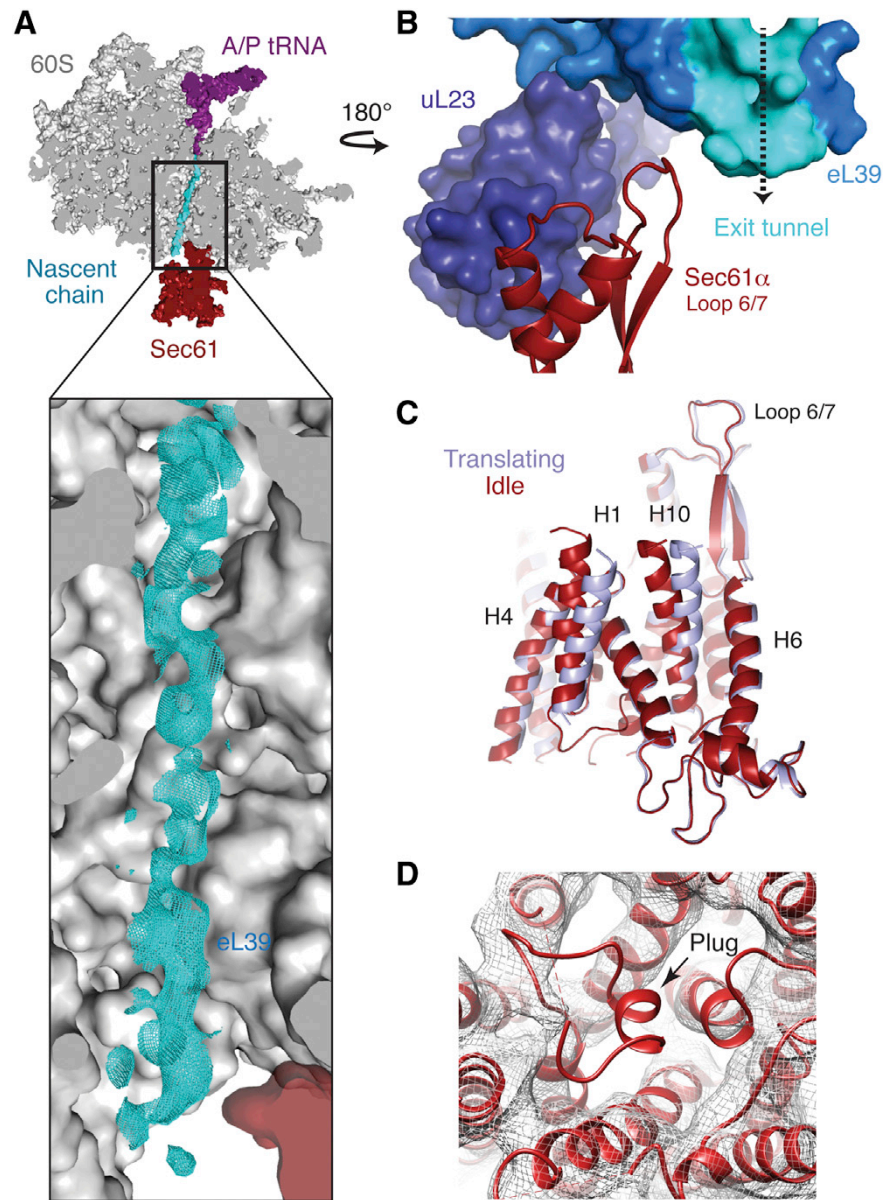 A
60S
A/P tRNA
Nascent
chain
Sec61
180°
eL39
B
uL23
eL39
Exit tunnel
Sec61α
Loop 6/7
C
Translating
Idle
Loop 6/7
H1
H10
H4
H6
D
Plug